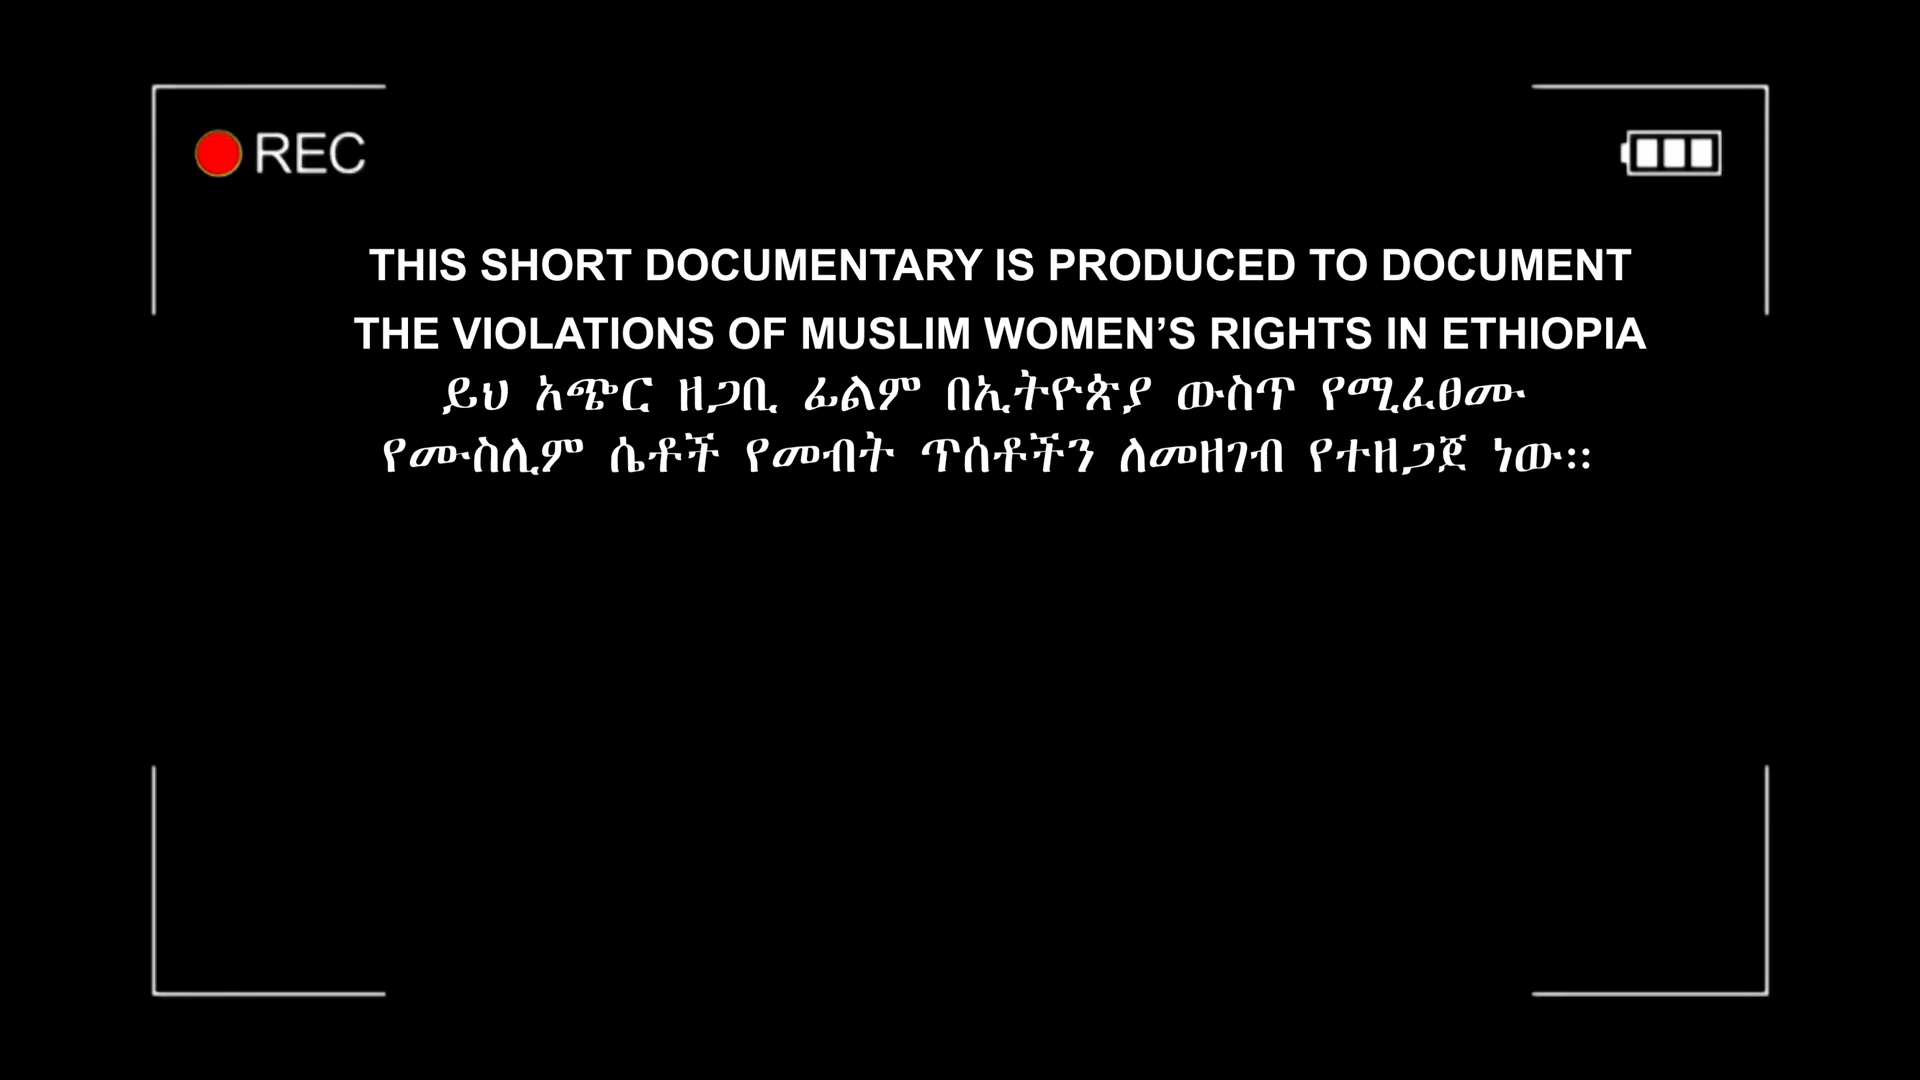 REC
THIS SHORT DOCUMENTARY IS PRODUCED TO DOCUMENT
THE VIOLATIONS OF MUSLIM WOMEN’S RIGHTS IN ETHIOPIA
ይህ አጭር ዘጋቢ ፊልም በኢትዮጵያ ውስጥ የሚፈፀሙ
የሙስሊም ሴቶች የመብት ጥሰቶችን ለመዘገብ የተዘጋጀ ነው።